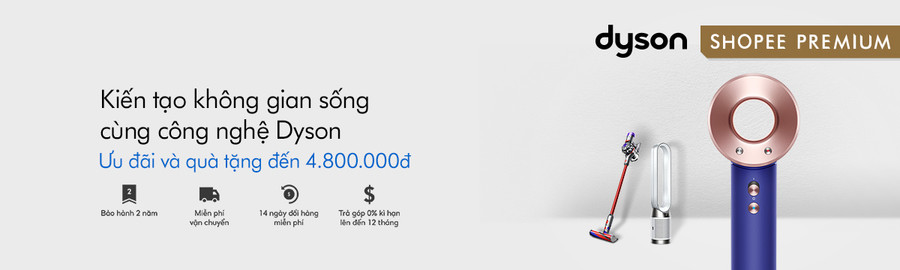 dyson
SHOPEE PREMIUM
Kiến tạo không gian sống
cùng công nghệ Dyson
Ưu đãi và quà tặng đến 4.800.000đ
2
Bảo hành 2 năm
Miễn phí
vận chuyển
14 ngày đổi hàng
miễn phí
$
Trả góp 0% kì hạn
lên đến 12 tháng